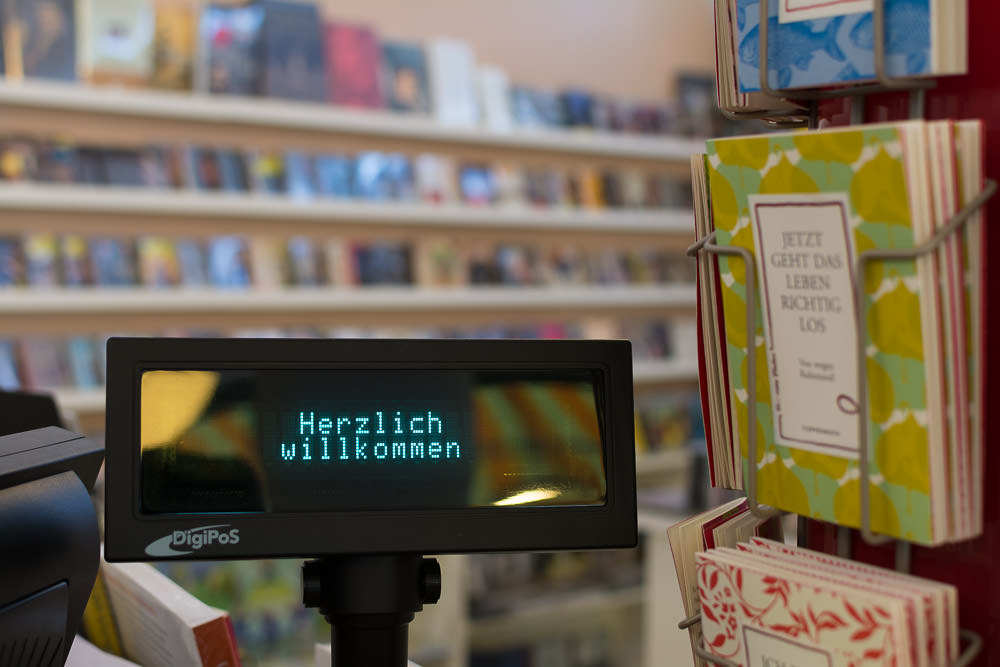 Herzlich
willkommen
DigiPoS
JETZT
GEHT DAS
LEBEN
RICHTIG
LOS